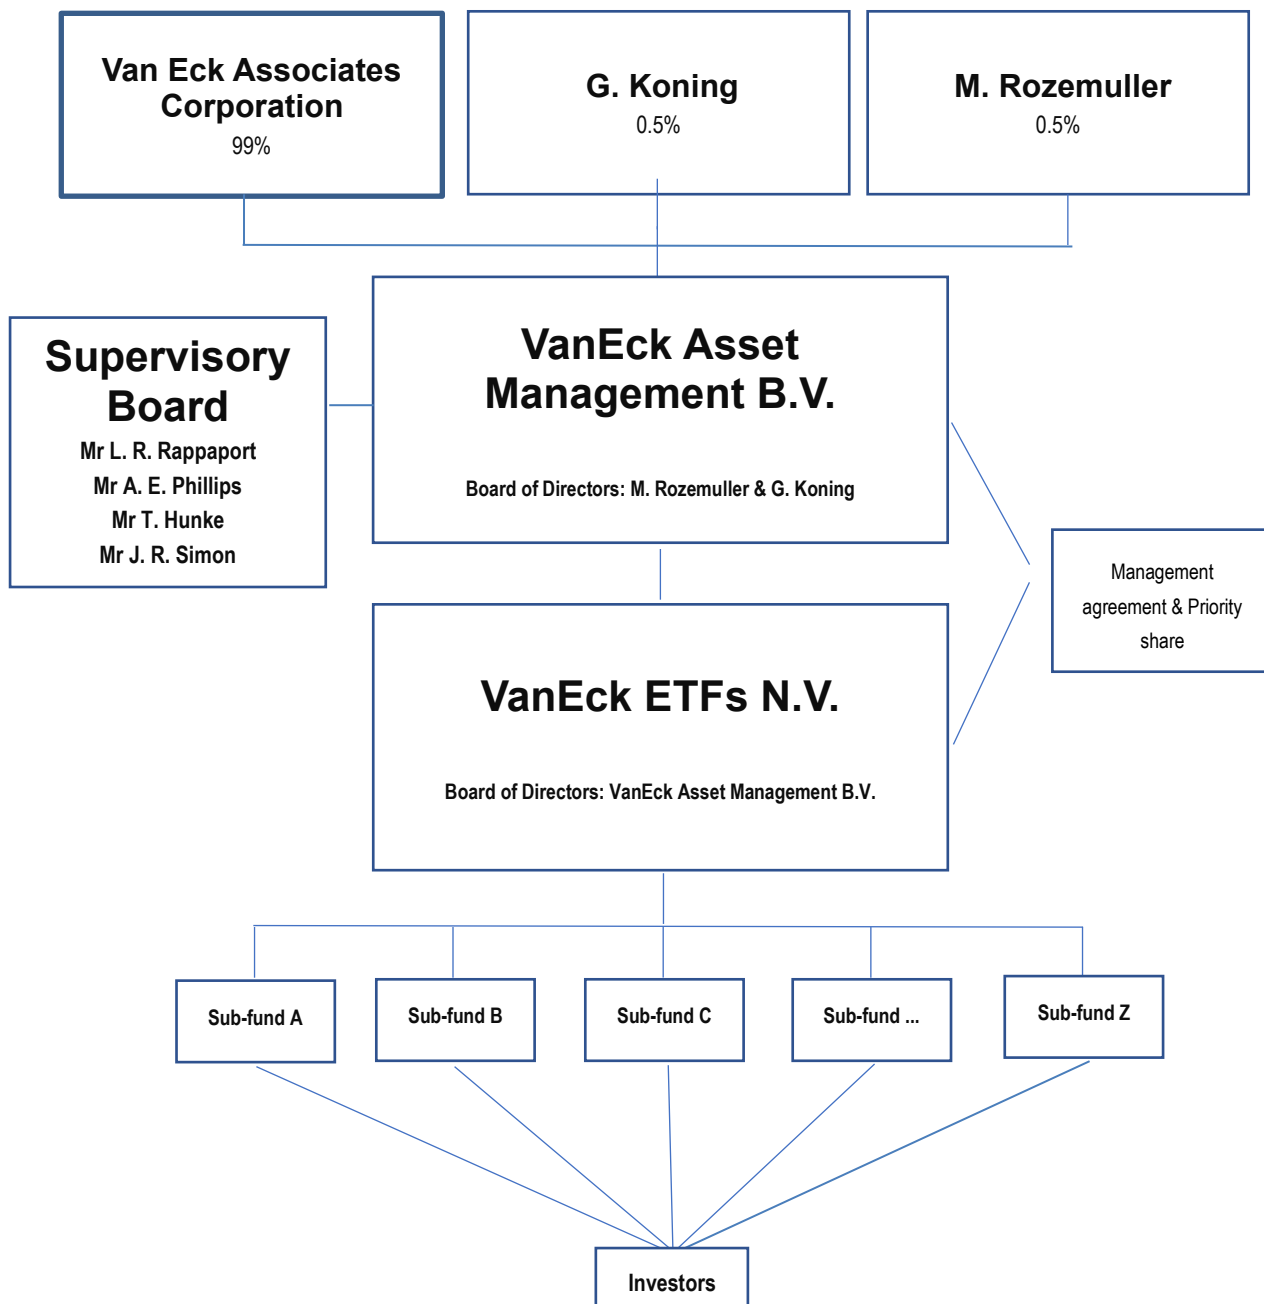 Van Eck Associates
Corporation
99%
G. Koning
0.5%
M. Rozemuller
0.5%
Supervisory
Board
Mr L. R. Rappaport
Mr A. E. Phillips
Mr T. Hunke
Mr J. R. Simon
VanEck Asset
Management B.V.
Board of Directors: M. Rozemuller & G. Koning
Management
agreement & Priority
share
VanEck ETFs N.V.
Board of Directors: VanEck Asset Management B.V.
Sub-fund A
Sub-fund B
Sub-fund C
Sub-fund ...
Sub-fund Z
Investors